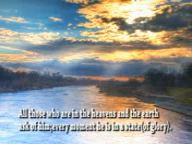 All those who are in the heavens and the earth
ask of him;every moment he is in a state(of glory).